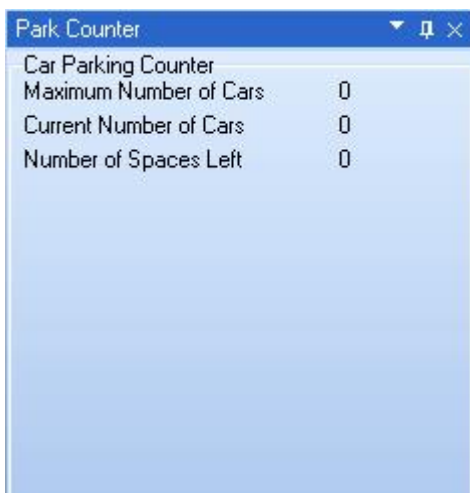 Park Counter
Car Parking Counter
Maximum Number of Cars 0
Current Number of Cars 0
Number of Spaces Left 0